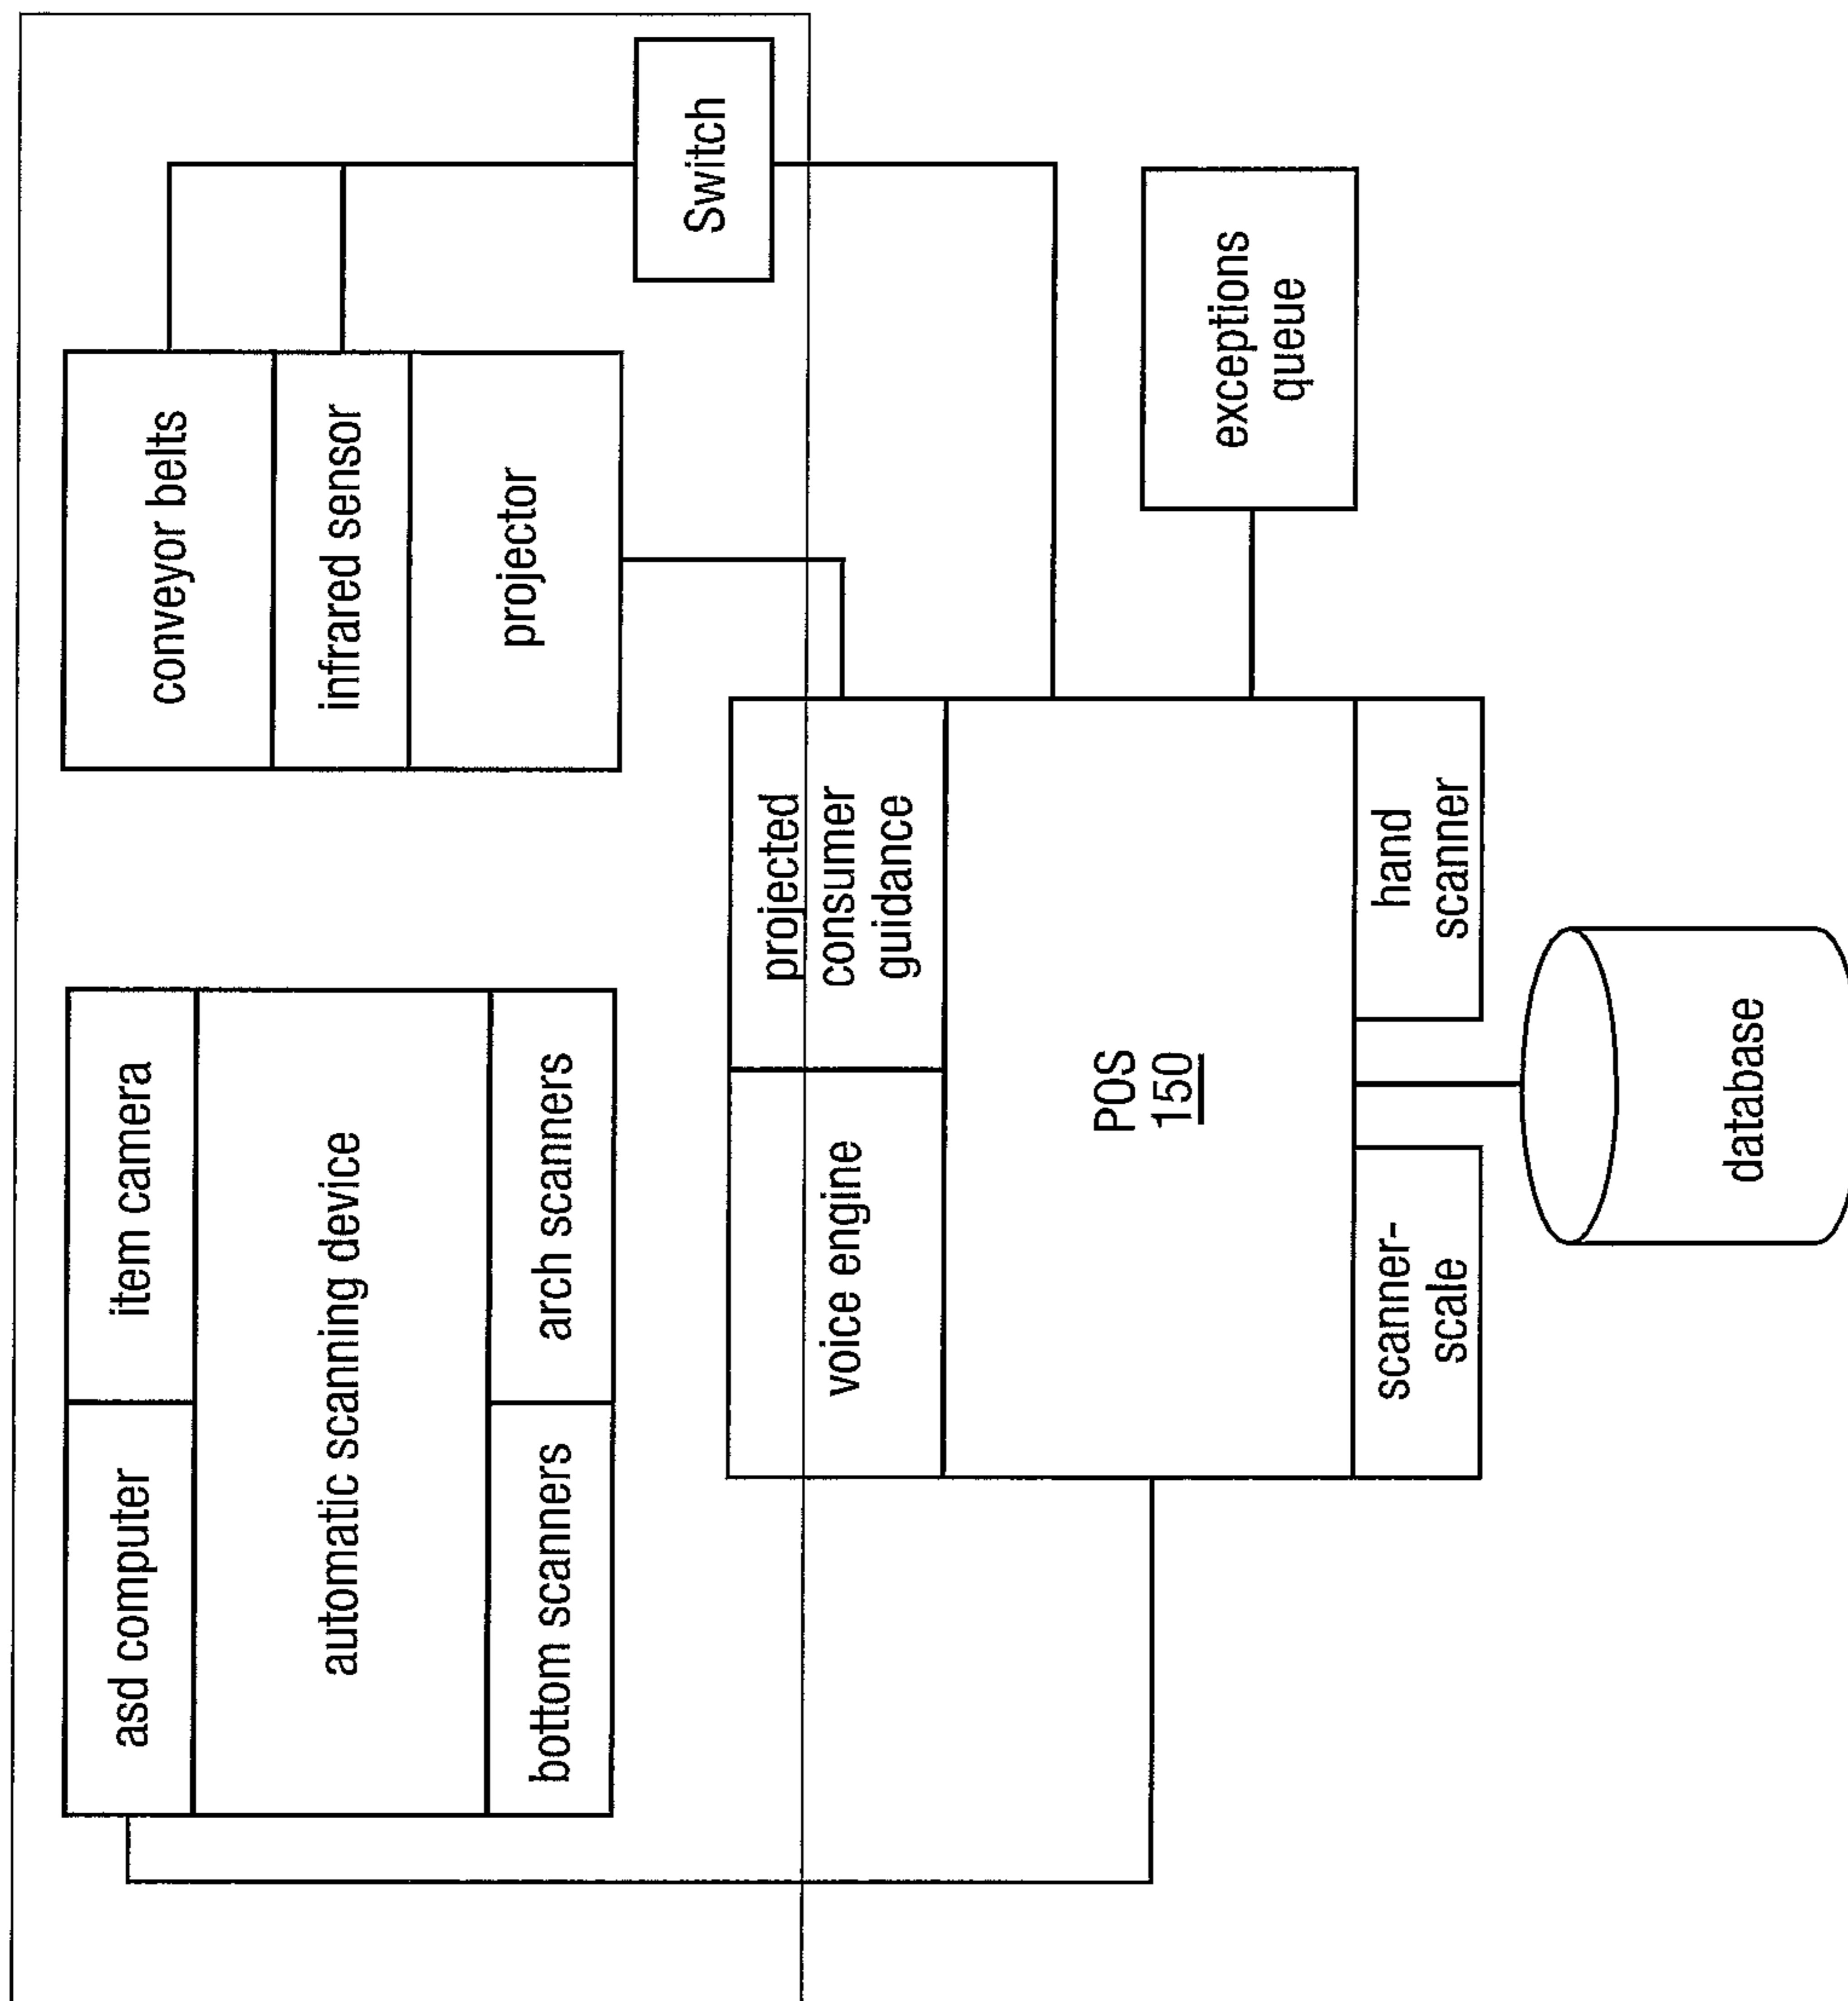 asd computer
item camera
automatic scanning device
bottom scanners
arch scanners
conveyor belts
infrared sensor
projector
Switch
voice engine
projected
consumer
guidance
POS
150
scanner-
scale
hand
scanner
exceptions
queue
database